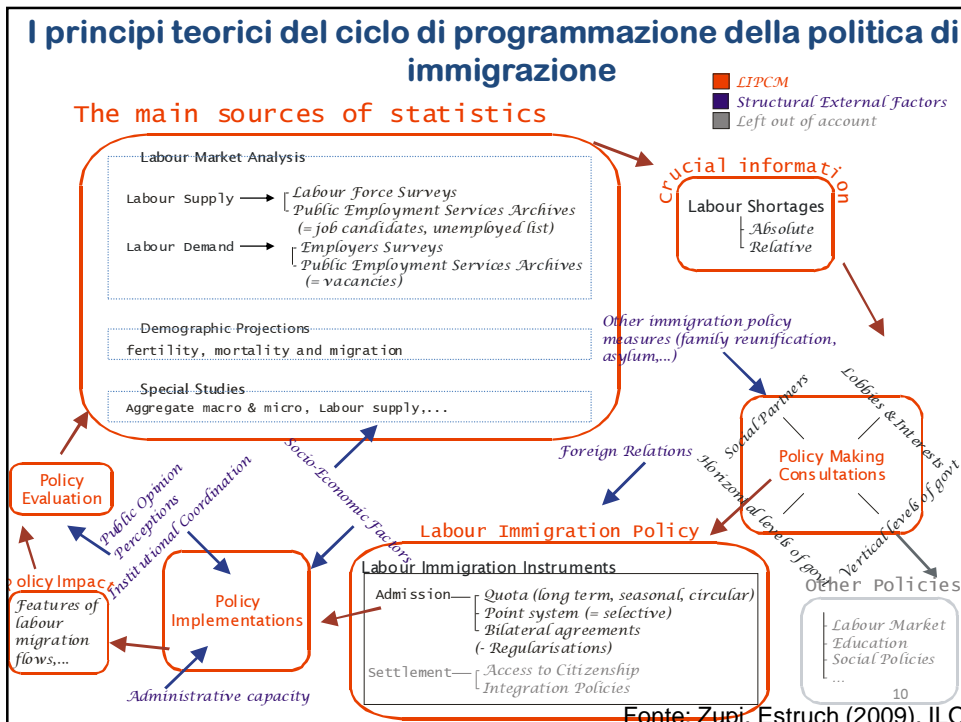 I principi teorici del ciclo di programmazione della politica di
immigrazione
LIPCM
Structural External Factors
Left out of account
The main sources of statistics
Labour Market Analysis
Labour Supply
Labour Force Surveys
Public Employment Services Archives
(= job candidates, unemployed list)
Labour Demand
Employers Surveys
Public Employment Services Archives
(= vacancies)
Demographic Projections
fertility, mortality and migration
Special Studies
Aggregate macro & micro, Labour supply,...
Crucial information
Labour Shortages
Absolute
Relative
Other immigration policy
measures (family reunification,
asylum,...)
Social Partners
Lobbies & Interests
Policy Making
Consultations
Horizontal levels of govt
Vertical levels of govt
Foreign Relations
Socio-Economic Factors
Policy
Evaluation
Public Opinion
Perceptions
Institutional Coordination
Policy Impact
Features of
labour
migration
flows,...
Policy
Implementations
Administrative capacity
Labour Immigration Policy
Labour Immigration Instruments
Admission
Quota (long term, seasonal, circular)
Point system (= selective)
Bilateral agreements
(- Regularisations)
Settlement
Access to Citizenship
Integration Policies
Other Policies
Labour Market
Education
Social Policies
...
10
Fonte: Zupi, Estruch (2009), ILO